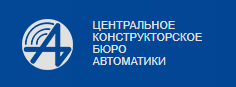 ЦЕНТРАЛЬНОЕ
КОНСТРУКТОРСКОЕ
БЮРО
АВТОМАТИКИ